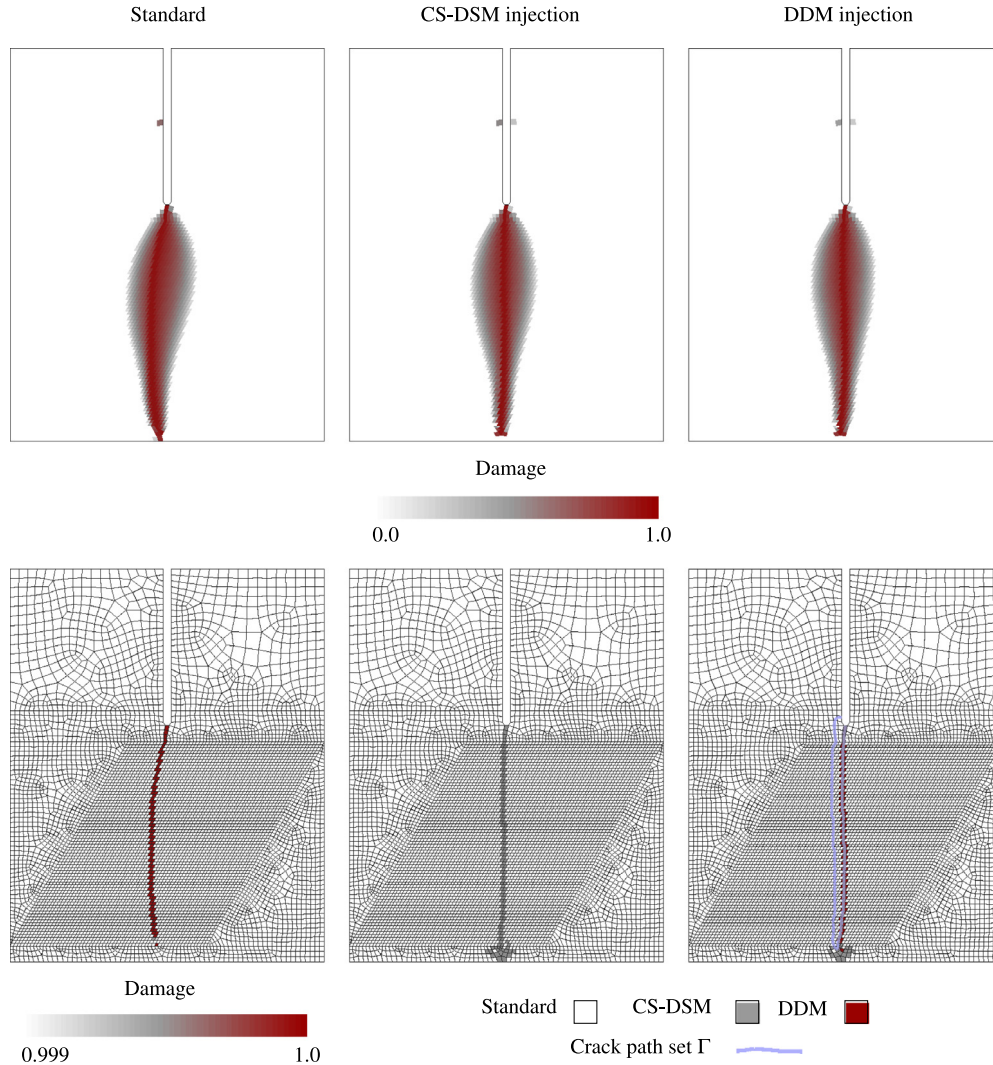 Standard
CS-DSM injection
DDM injection
Damage
0.0
1.0
Damage
0.999
1.0
Standard
CS-DSM
DDM
Crack path set Γ